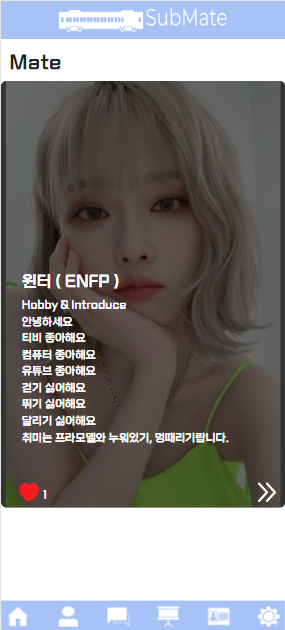 SubMate
Mate
윈터 ( ENFP )
Hobby & Introduce
안녕하세요
티비 좋아해요
컴퓨터 좋아해요
유튜브 좋아해요
걷기 싫어해요
뛰기 싫어해요
달리기 싫어해요
취미는 프라모델와 누워있기, 멍때리기랍니다.
1